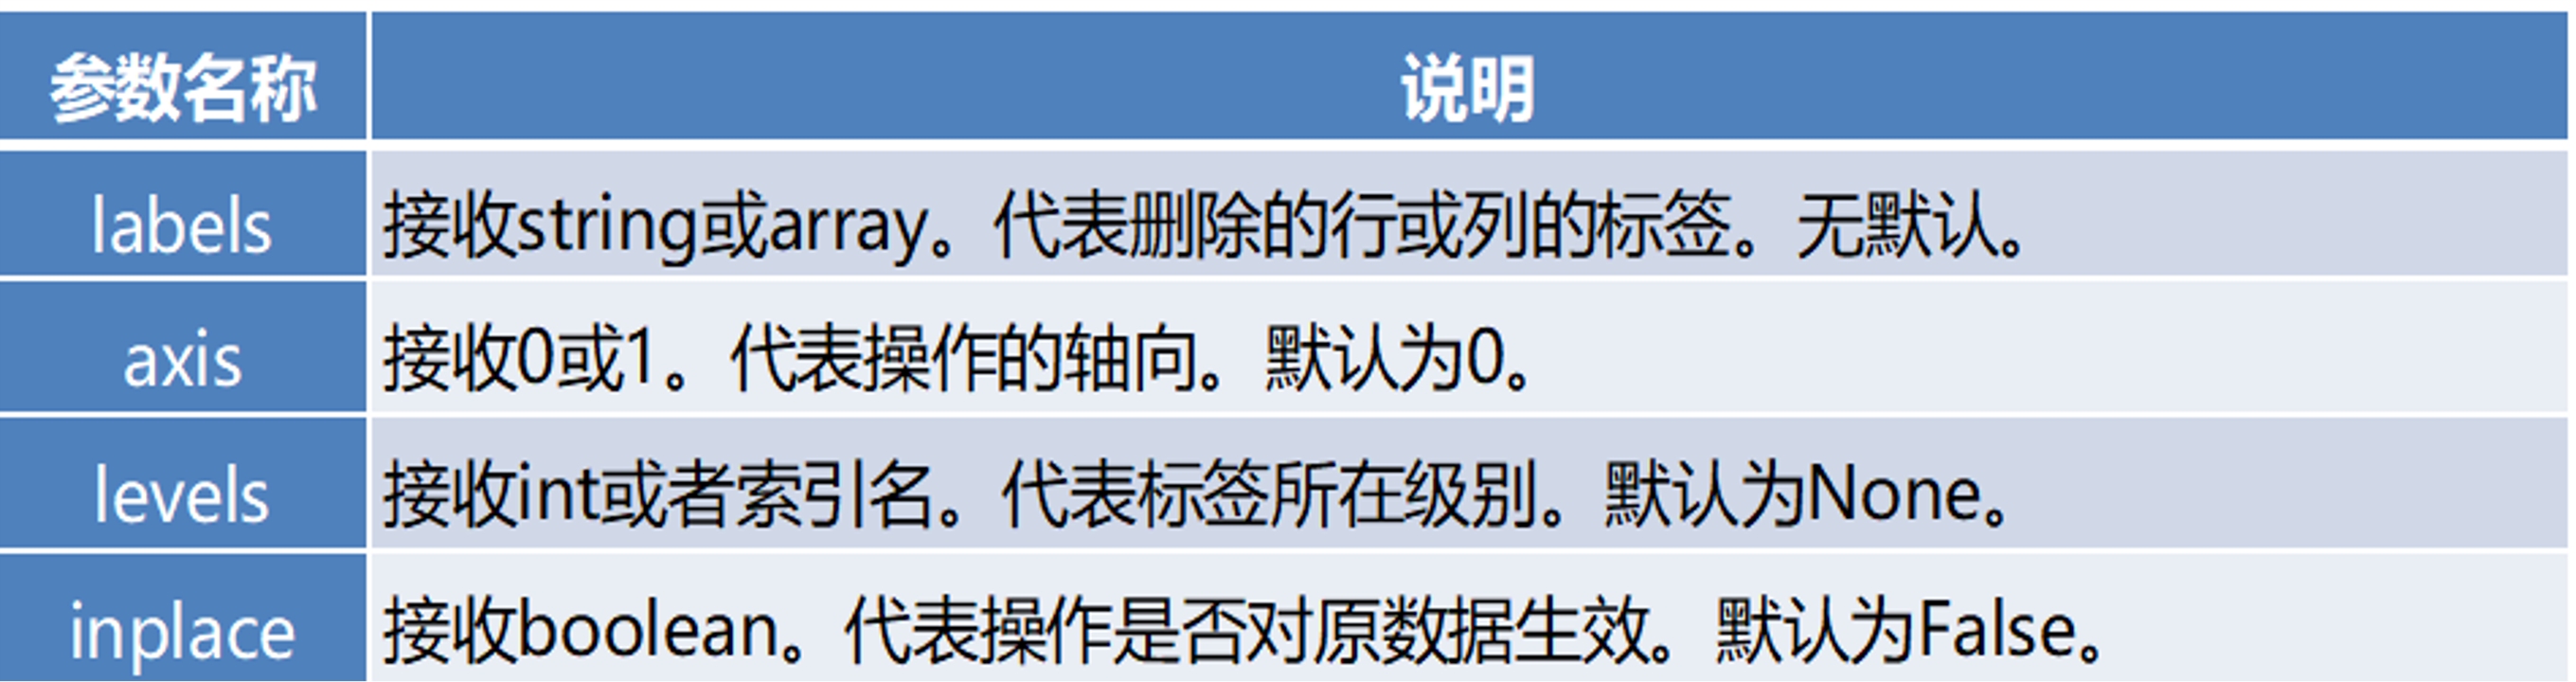 参数名称 说明
labels 接收string或array。代表删除的行或列的标签。无默认。
axis 接收0或1。代表操作的轴向。默认为0。
levels 接收int或者索引名。代表标签所在级别。默认为None。
inplace 接收boolean。代表操作是否对原数据生效。默认为False。